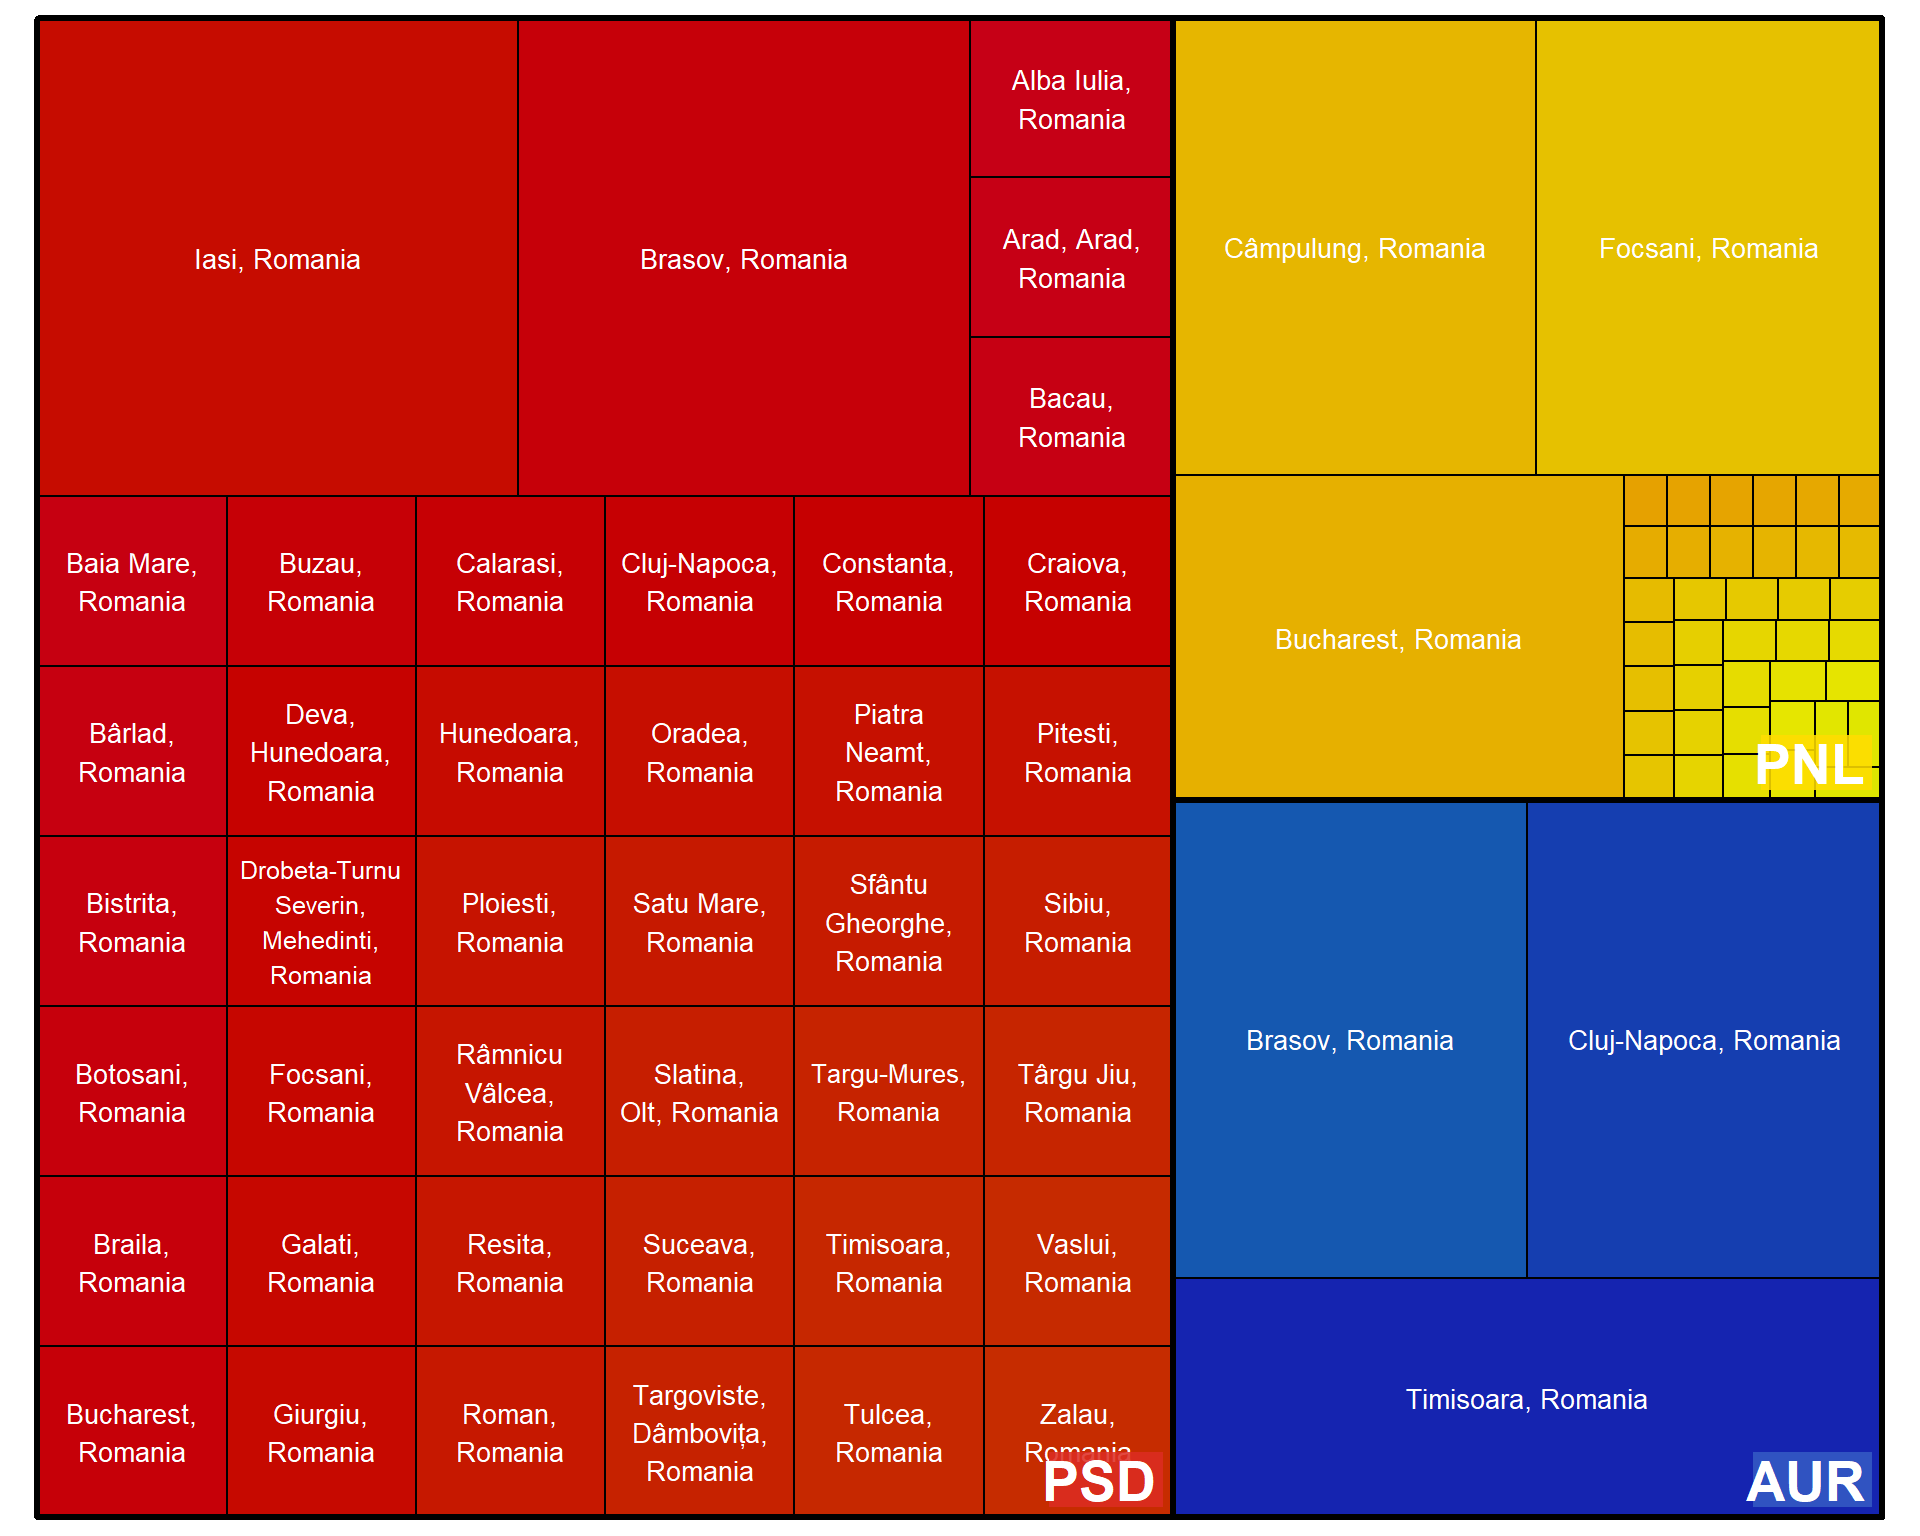 Iasi, Romania
Brasov, Romania
Alba Iulia,
Romania
Arad, Arad,
Romania
Bacau,
Romania
Baia Mare,
Romania
Buzau,
Romania
Calarasi,
Romania
Cluj-Napoca,
Romania
Constanta,
Romania
Craiova,
Romania
Bârlad,
Romania
Deva,
Hunedoara,
Romania
Hunedoara,
Romania
Oradea,
Romania
Piatra
Neamt,
Romania
Pitesti,
Romania
Bistrita,
Romania
Drobeta-Turnu
Severin,
Mehedinti,
Romania
Ploiesti,
Romania
Satu Mare,
Romania
Sfântu
Gheorghe,
Romania
Sibiu,
Romania
Botosani,
Romania
Focsani,
Romania
Râmnicu
Vâlcea,
Romania
Slatina,
Olt, Romania
Targu-Mures,
Romania
Târgu Jiu,
Romania
Braila,
Romania
Galati,
Romania
Resita,
Romania
Suceava,
Romania
Timisoara,
Romania
Vaslui,
Romania
Bucharest,
Romania
Giurgiu,
Romania
Roman,
Romania
Targoviste,
Dâmbovița,
Romania
Tulcea,
Romania
Zalau,
Romania
PSD
Câmpulung, Romania
Focsani, Romania
Bucharest, Romania
PNL
Brasov, Romania
Cluj-Napoca, Romania
Timisoara, Romania
AUR